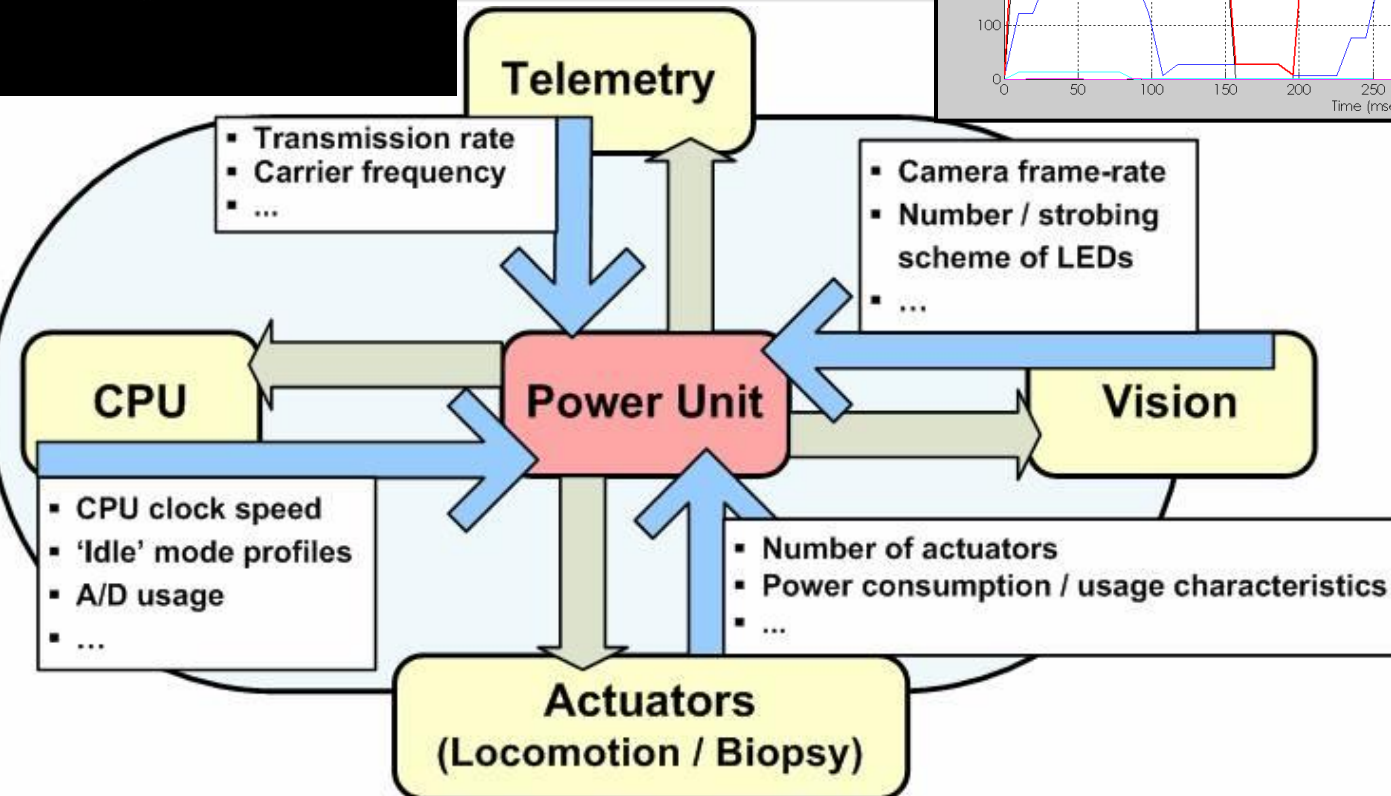 100
0
0 50 100 150 200 250
Time
Telemetry
▪ Transmission rate
▪ Carrier frequency
▪ ...
▪ Camera frame-rate
▪ Number / strobing
scheme of LEDs
▪ ...
CPU
Power Unit
Vision
▪ CPU clock speed
▪ ‘Idle’ mode profiles
▪ A/D usage
▪ ...
▪ Number of actuators
▪ Power consumption / usage characteristics
▪ ...
Actuators
(Locomotion / Biopsy)